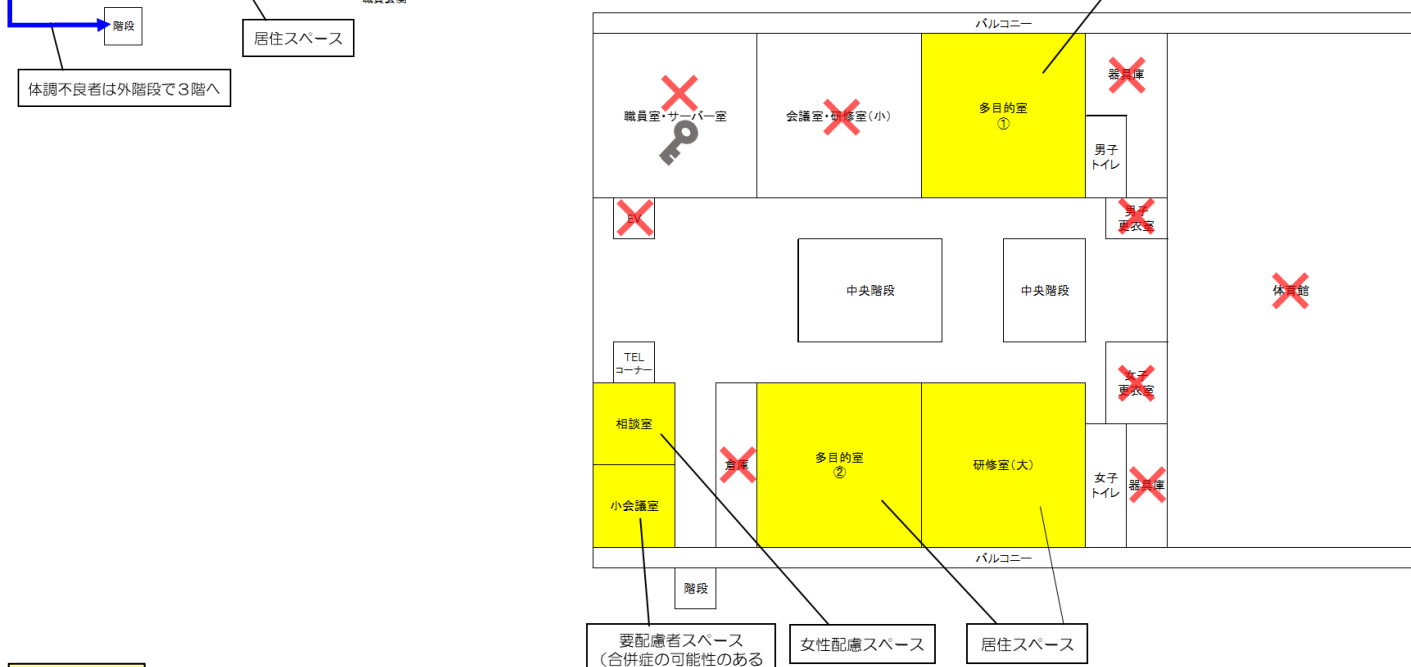 階段
居住スペース
体調不良者は外階段で3階へ
バルコニー
職員室・サーバー室
会議室・研修室(小)
多目的室
①
器具庫
男子
トイレ
EV
男子
更衣室
中央階段
中央階段
体育館
TEL
コーナー
女子
更衣室
相談室
倉庫
多目的室
②
研修室(大)
女子
トイレ
器具庫
小会議室
バルコニー
階段
要配慮者スペース
(合併症の可能性のある
女性配慮スペース
居住スペース